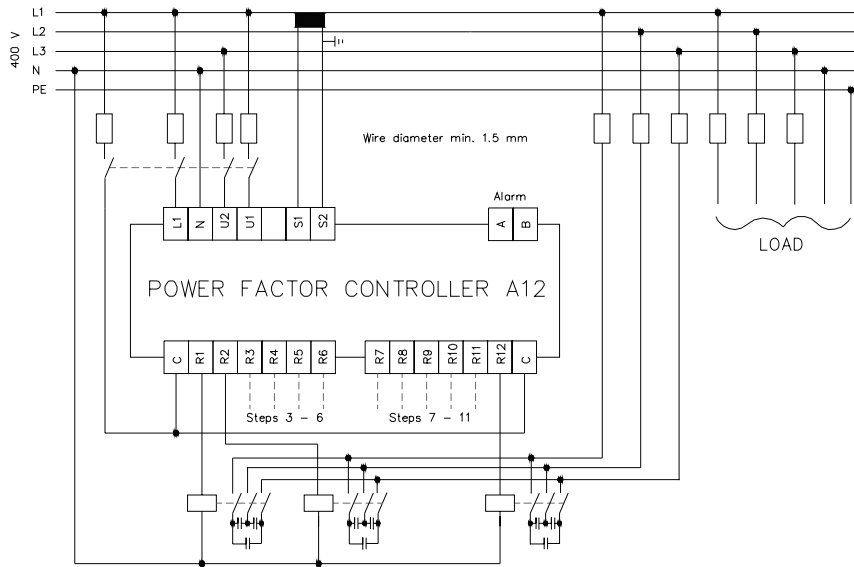 L1
L2
L3
N
PE
400 V
Wire diameter min. 1.5 mm
Alarm
L1 N U2 U1 S1 S2 A B
LOAD
POWER FACTOR CONTROLLER A12
C R1 R2 R3 R4 R5 R6 R7 R8 R9 R10 R11 R12 C
Steps 3 - 6
Steps 7 - 11